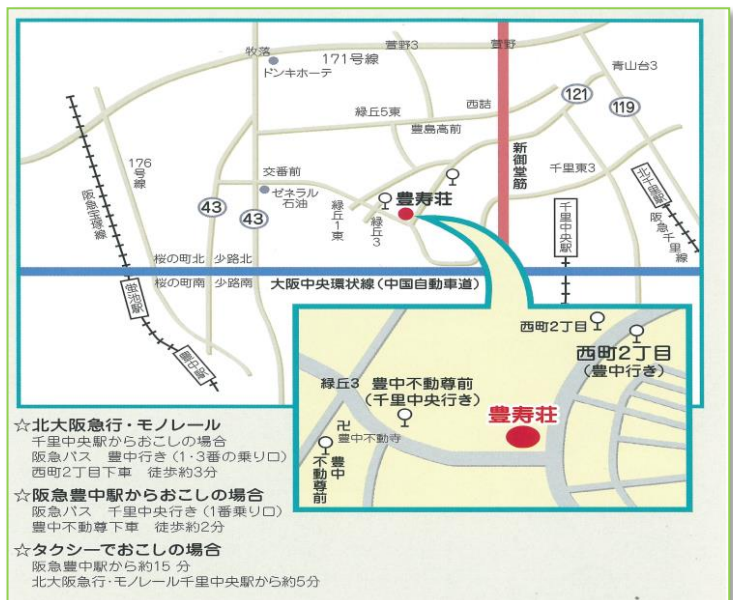 牧落
ドンキホーテ
171号線
菅野3
菅野
青山台3
121
119
西詰
緑丘5東
豊島高前
176
号線
阪急宝塚線
交番前
ゼネラル
石油
43
43
緑丘1東
緑丘3
豊寿荘
新御堂筋
千里東3
北千里駅
阪急千里線
千里中央駅
桜の町北
少路北
桜の町南
少路南
大阪中央環状線(中国自動車道)
蛍池駅
豊中駅
西町2丁目
西町2丁目
(豊中行き)
緑丘3
豊中不動尊前
(千里中央行き)
卍
豊中不動寺
豊中
不動尊前
豊寿荘
☆北大阪急行・モノレール
千里中央駅からおこしの場合
阪急バス 豊中行き(1・3番の乗り口)
西町2丁目下車 徒歩約3分
☆阪急豊中駅からおこしの場合
阪急バス 千里中央行き(1番乗り口)
豊中不動尊下車 徒歩約2分
☆タクシーでおこしの場合
阪急豊中駅から約15 分
北大阪急行・モノレール千里中央駅から約5分